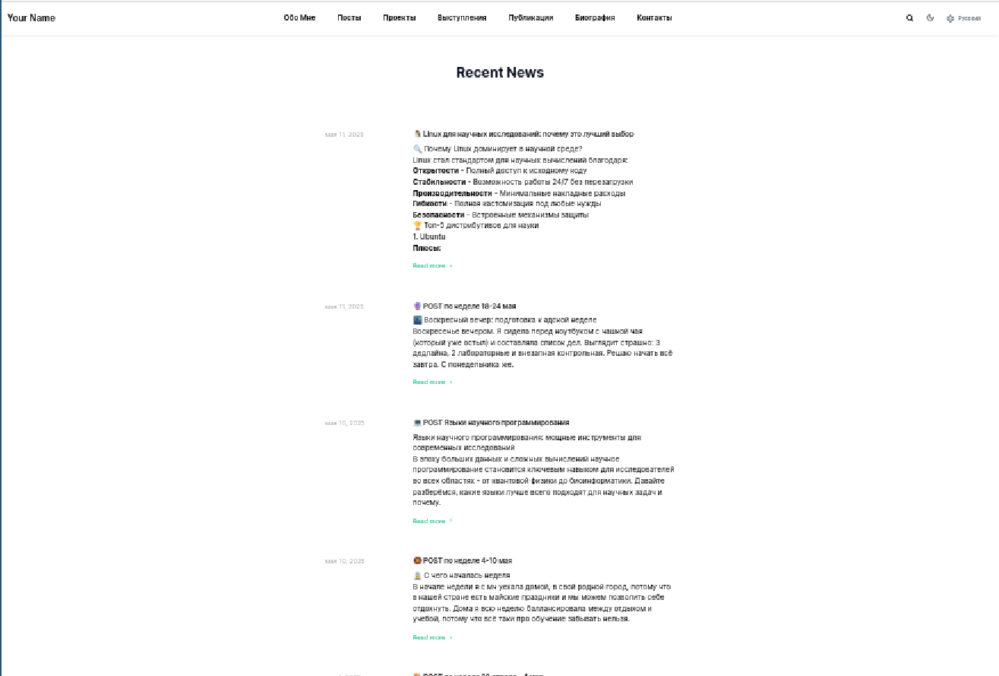 Your Name
Обо Мне Посты Проекты Выступления Публикации Биография Контакты
Русский
Recent News
мая 11, 2025
🐧 Linux для научных исследований: почему это лучший выбор
🔍 Почему Linux доминирует в научной среде?
Linux стал стандартом для научных вычислений благодаря:
Открытости - Полный доступ к исходному коду
Стабильности - Возможность работы 24/7 без перезагрузки
Производительности - Минимальные накладные расходы
Гибкости - Полная кастомизация под любые нужды
Безопасности - Встроенные механизмы защиты
🏆 Топ-5 дистрибутивов для науки
1. Ubuntu
Плюсы:
Read more >
мая 11, 2025
🔮 POST по неделе 18-24 мая
🌃 Воскресный вечер: подготовка к адской неделе
Воскресенье вечером. Я сидела перед ноутбуком с чашкой чая
(который уже остыл) и составляла список дел. Выглядит страшно: 3
дедлайна, 2 лабораторные и внезапная контрольная. Решаю начать всё
завтра. С понедельника же.
Read more >
мая 10, 2025
💻 POST Языки научного программирования
Языки научного программирования: мощные инструменты для
современных исследований
В эпоху больших данных и сложных вычислений научное
программирование становится ключевым навыком для исследователей
во всех областях - от квантовой физики до биоинформатики. Давайте
разберёмся, какие языки лучше всего подходят для научных задач и
почему.
Read more >
мая 10, 2025
POST по неделе 4-10 мая
С чего началась неделя
В начале недели я с мч уехала домой, в свой родной город, потому что
в нашей стране есть майские праздники и мы можем позволить себе
отдохнуть. Дома я всю неделю баллансировала между отдыхом и
учебой, потому что всё таки про обучение забывать нельзя.
Read more >